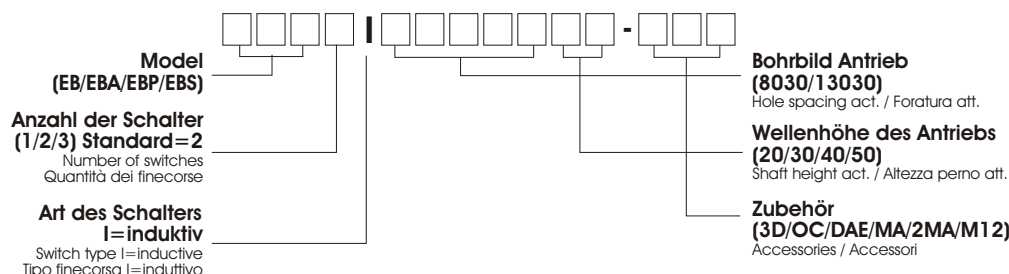 I -
Model
(EB/EBA/EBP/EBS)
Anzahl der Schalter
(1/2/3) Standard=2
Number of switches
Quantità dei finecorse
Art des Schalters
I=induktiv
Switch type I=inductive
Tipo finecorsa I=induttivo
Bohrbild Antrieb
(8030/13030)
Hole spacing act. / Foratura att.
Wellenhöhe des Antriebs
(20/30/40/50)
Shaft height act. / Altezza perno att.
Zubehör
(3D/OC/DAE/MA/2MA/M12)
Accessories / Accessori